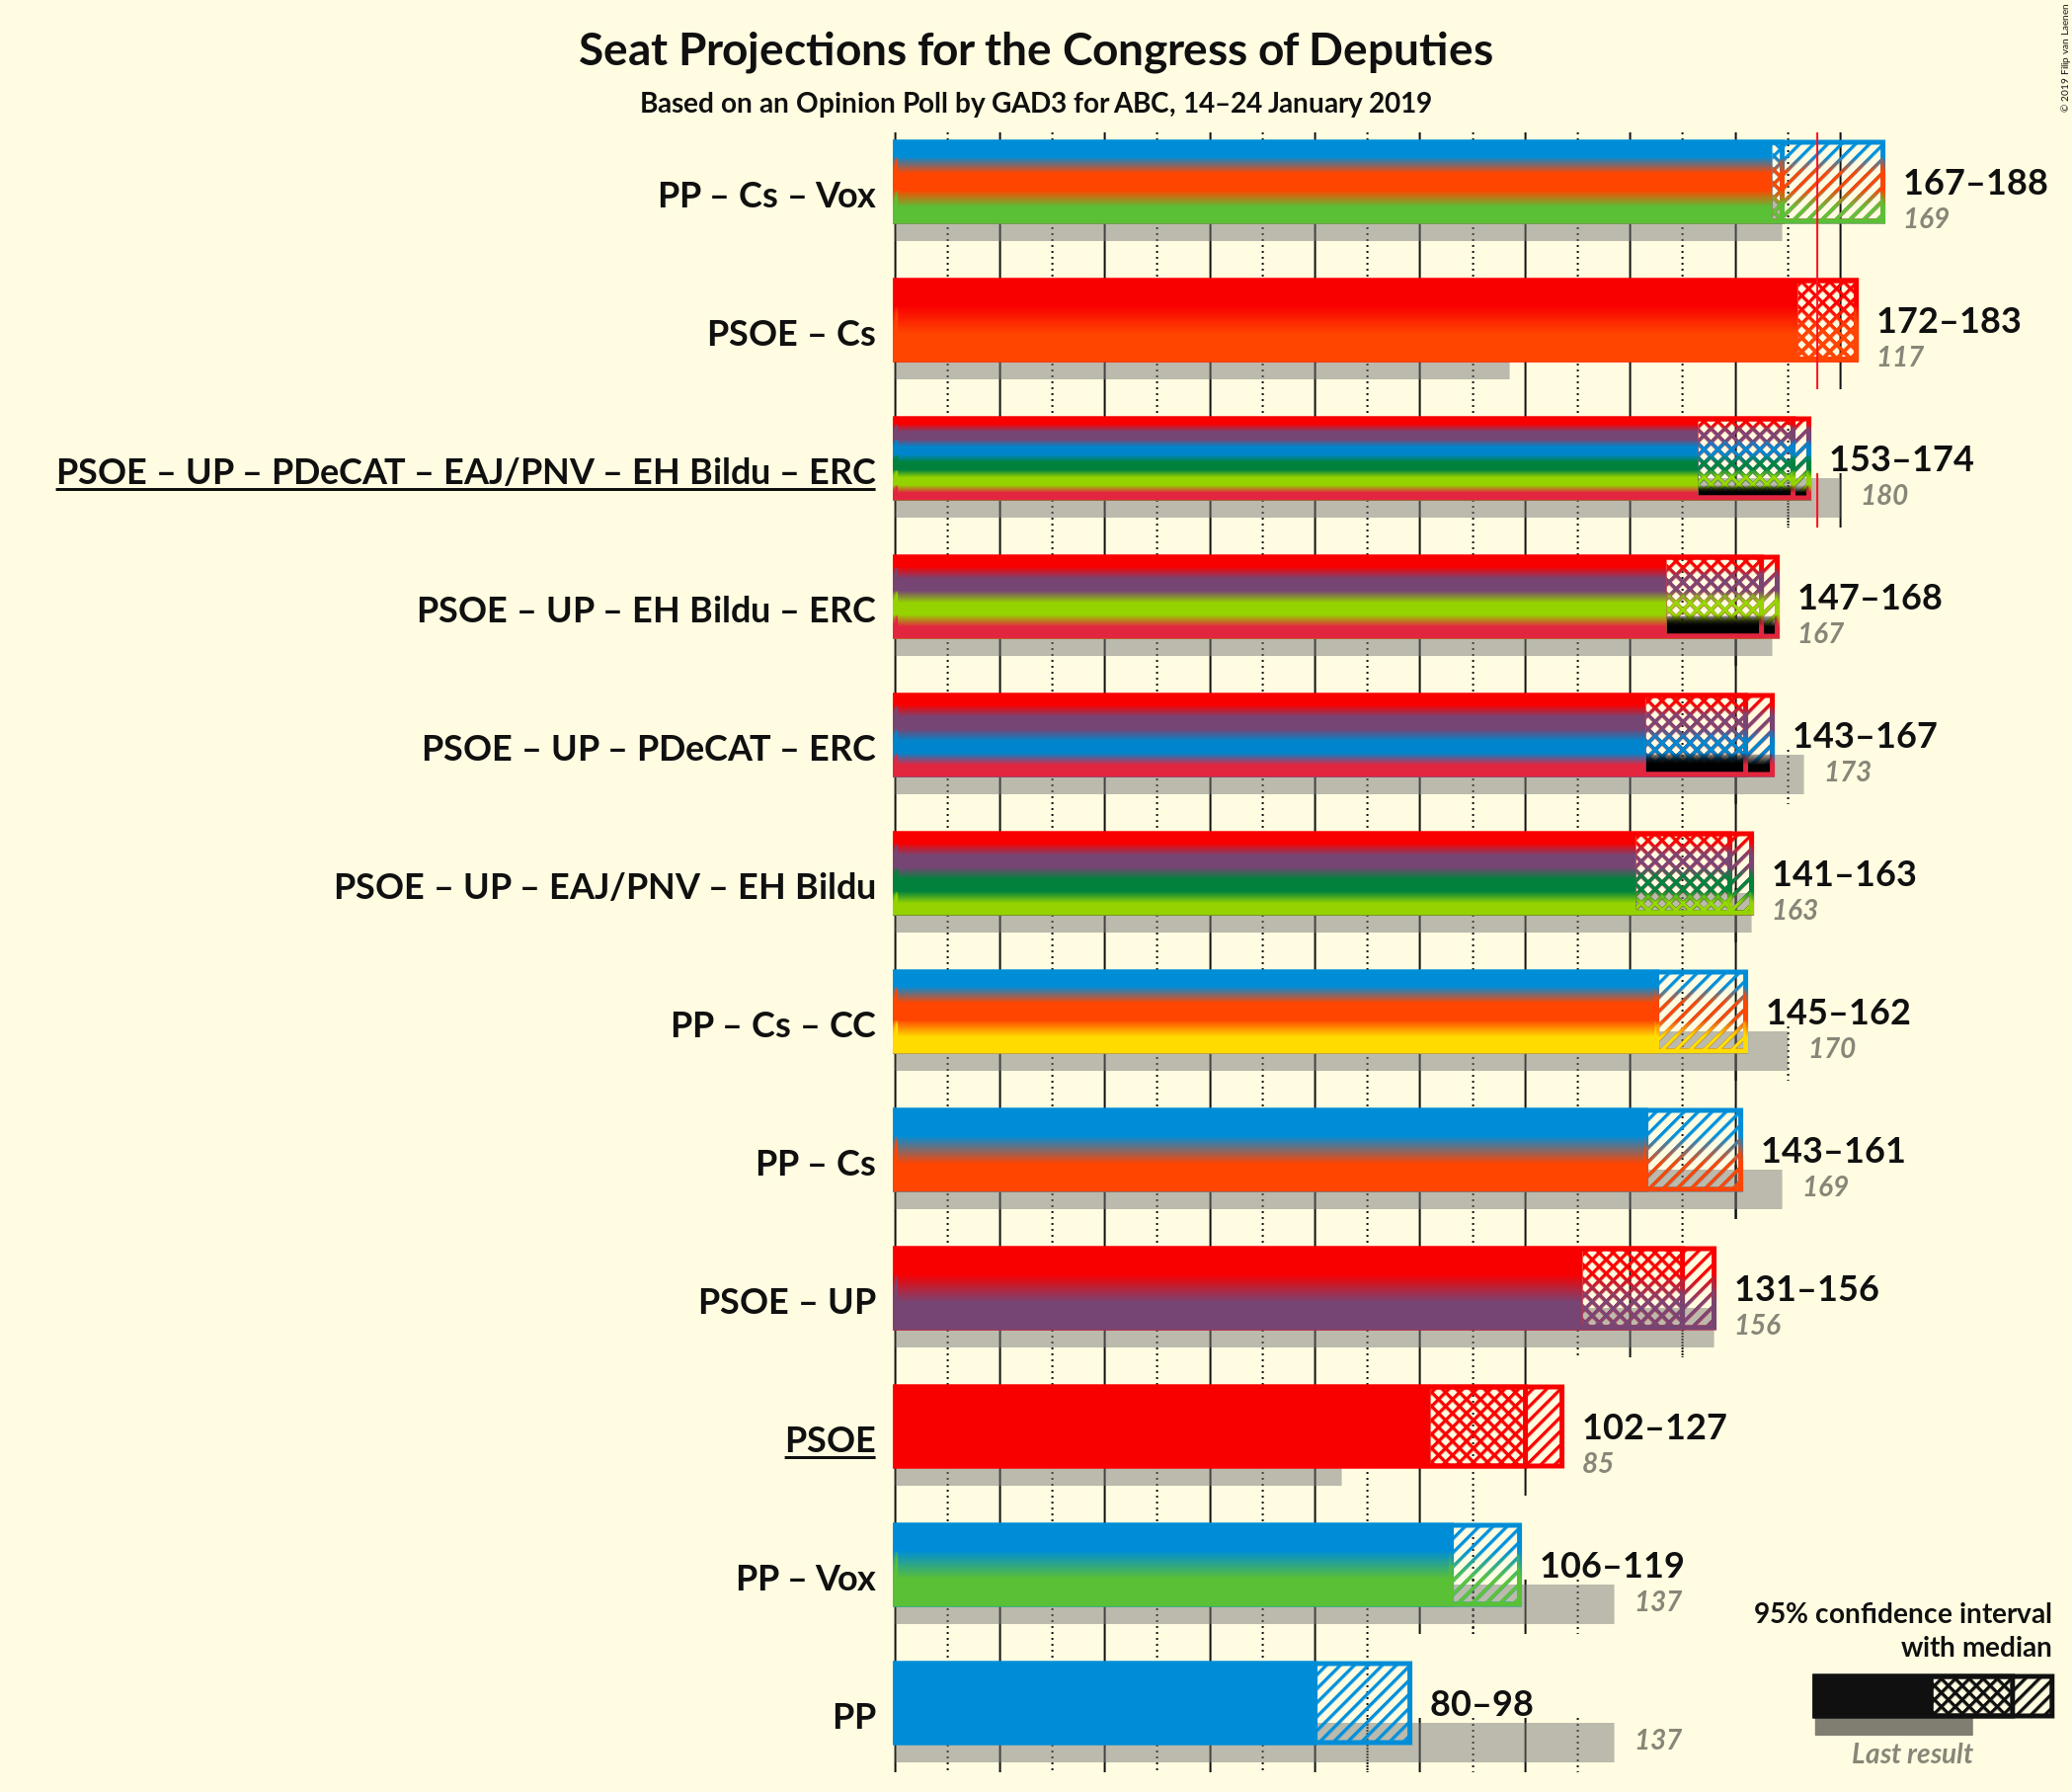 Seat Projections for the Congress of Deputies
Based on an Opinion Poll by GAD3 for ABC, 14–24 January 2019
© 2019 Filip van Laenen
PP – Cs – Vox
167–188
169
PSOE – Cs
172–183
117
PSOE – UP – PDeCAT – EAJ/PNV – EH Bildu – ERC
153–174
180
PSOE – UP – EH Bildu – ERC
147–168
167
PSOE – UP – PDeCAT – ERC
143–167
173
PSOE – UP – EAJ/PNV – EH Bildu
141–163
163
PP – Cs – CC
145–162
170
PP – Cs
143–161
169
PSOE – UP
131–156
156
PSOE
102–127
85
PP – Vox
106–119
137
PP
80–98
137
95% confidence interval
with median
Last result